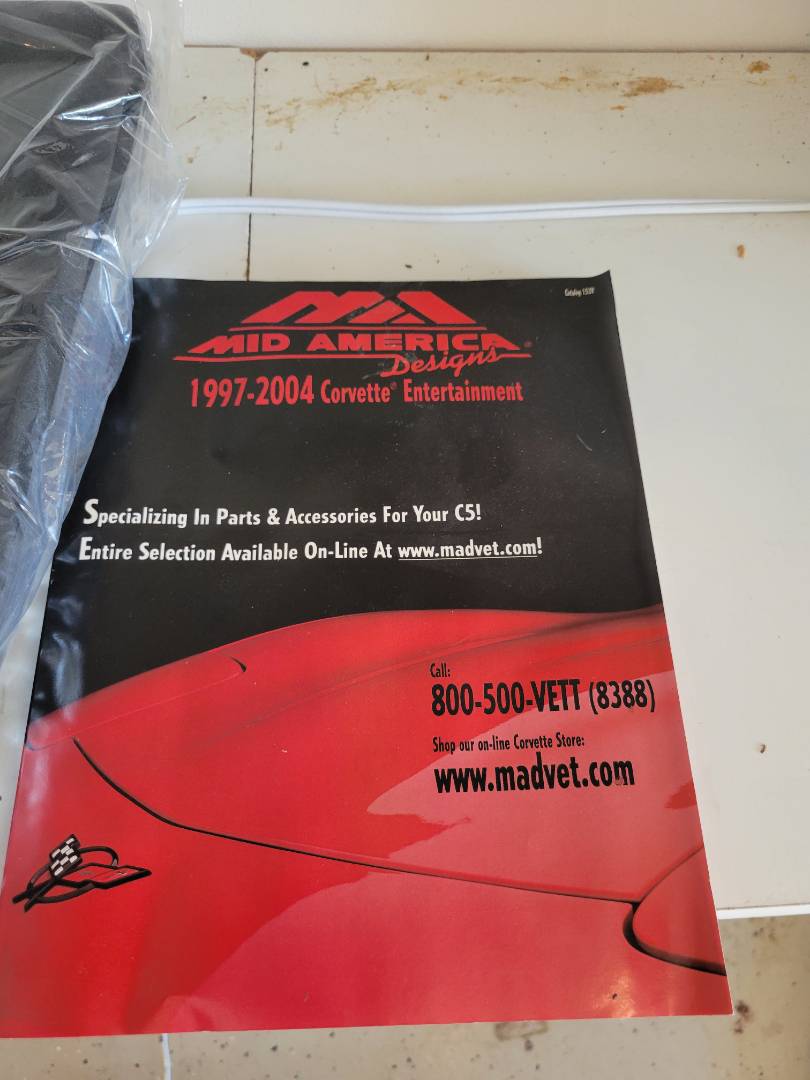 MID AMERICA®
Designs
1997-2004 Corvette® Entertainment
Specializing In Parts & Accessories For Your C5!
Entire Selection Available On-Line At www.madvet.com!
Call:
800-500-VETT (8388)
Shop our on-line Corvette Store:
www.madvet.com